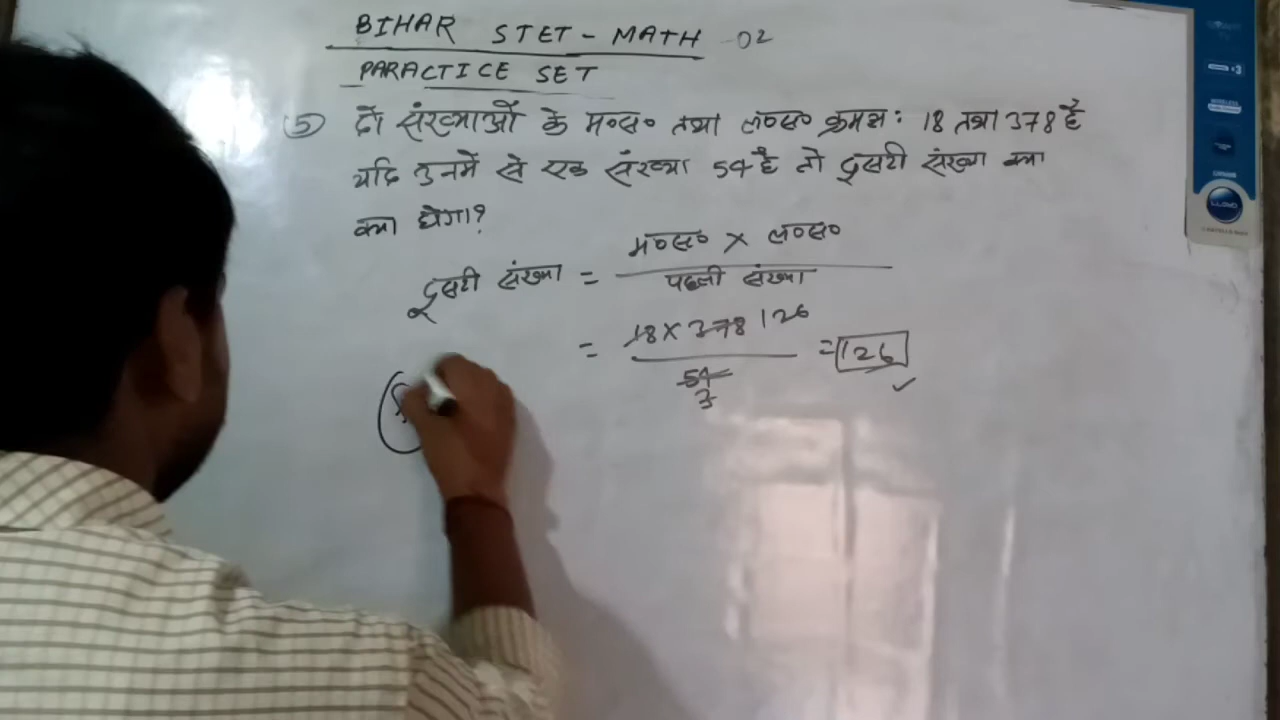 BIHAR STET - MATH - 02
PARACTICE SET
(5) दो संख्याओं के म०स० तथा ल०स० क्रमशः 18 तथा 378 है
यदि उनमें से एक संख्या 54 है तो दूसरी संख्या क्या
क्या होगा?
दूसरी संख्या = म०स० × ल०स०
पहली संख्या
= 18 × 378 126 = 126 ✓
54
3
LLOYD